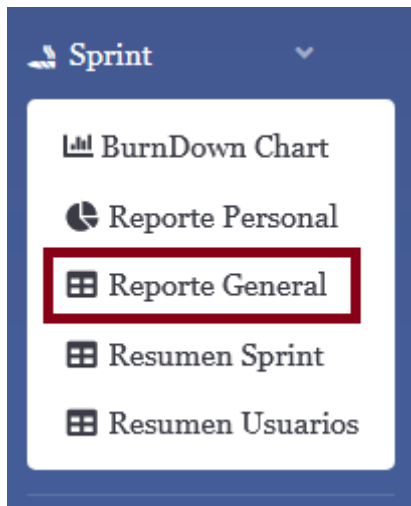 Sprint
BurnDown Chart
Reporte Personal
Reporte General
Resumen Sprint
Resumen Usuarios